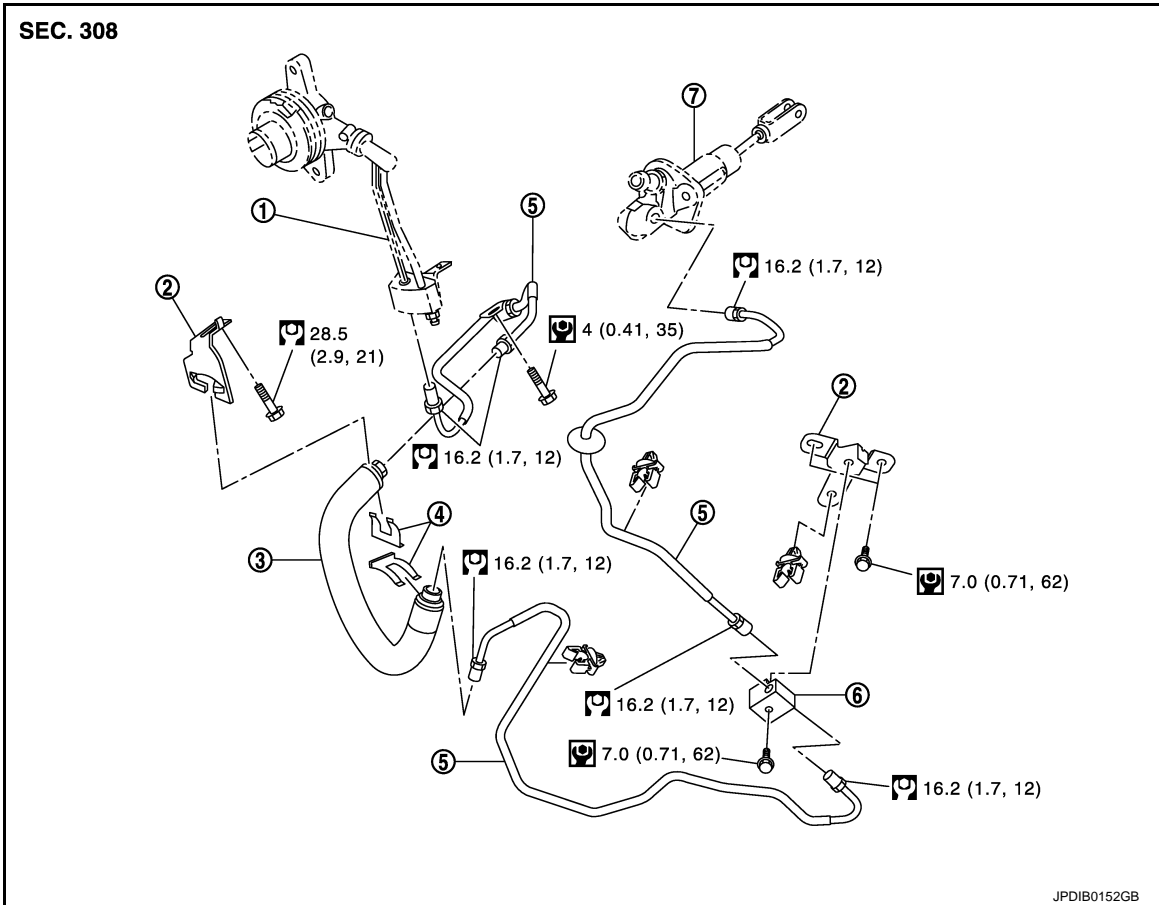 SEC. 308
7
5
1
16.2 (1.7, 12)
2
28.5
(2.9, 21)
4 (0.41, 35)
2
16.2 (1.7, 12)
4
5
3
16.2 (1.7, 12)
7.0 (0.71, 62)
6
16.2 (1.7, 12)
7.0 (0.71, 62)
5
16.2 (1.7, 12)
JPDIB0152GB